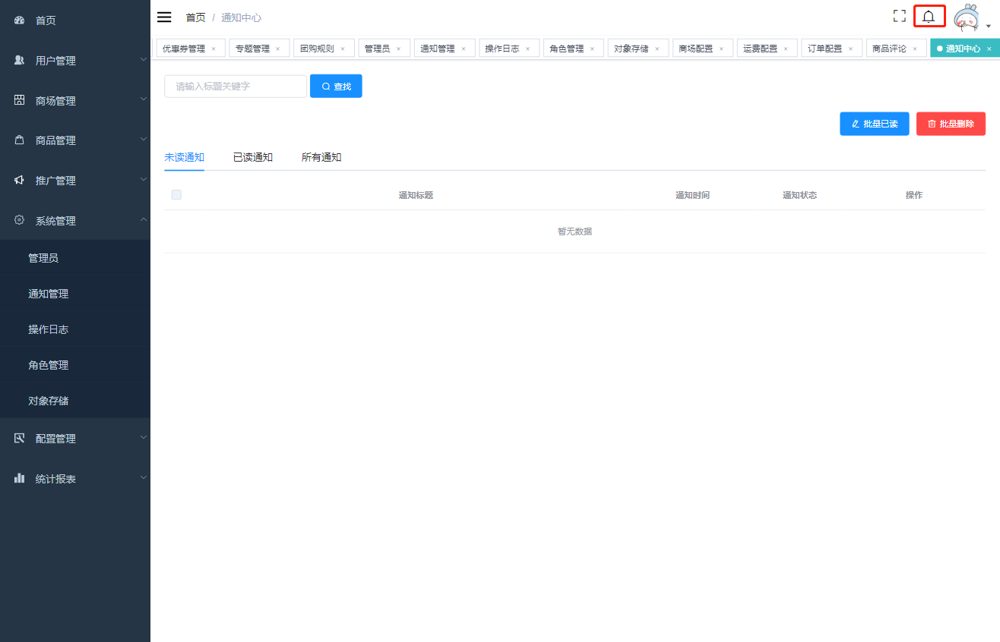 首页
用户管理
商场管理
商品管理
推广管理
系统管理
管理员
通知管理
操作日志
角色管理
对象存储
配置管理
统计报表
首页 / 通知中心
优惠券管理 × 专题管理 × 团购规则 × 管理员 × 通知管理 × 操作日志 × 角色管理 × 对象存储 × 商场配置 × 运费配置 × 订单配置 × 商品评论 × 通知中心 ×
请输入标题关键字 查找
批量已读 批量删除
未读通知 已读通知 所有通知
通知标题 通知时间 通知状态 操作
暂无数据